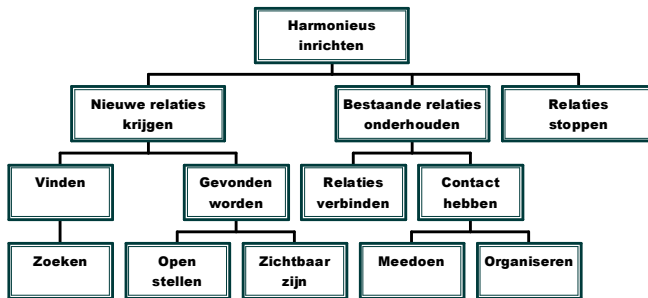 Harmonieus
inrichten
Nieuwe relaties
krijgen
Bestaande relaties
onderhouden
Relaties
stoppen
Vinden
Gevonden
worden
Relaties
verbinden
Contact
hebben
Zoeken
Open
stellen
Zichtbaar
zijn
Meedoen
Organiseren